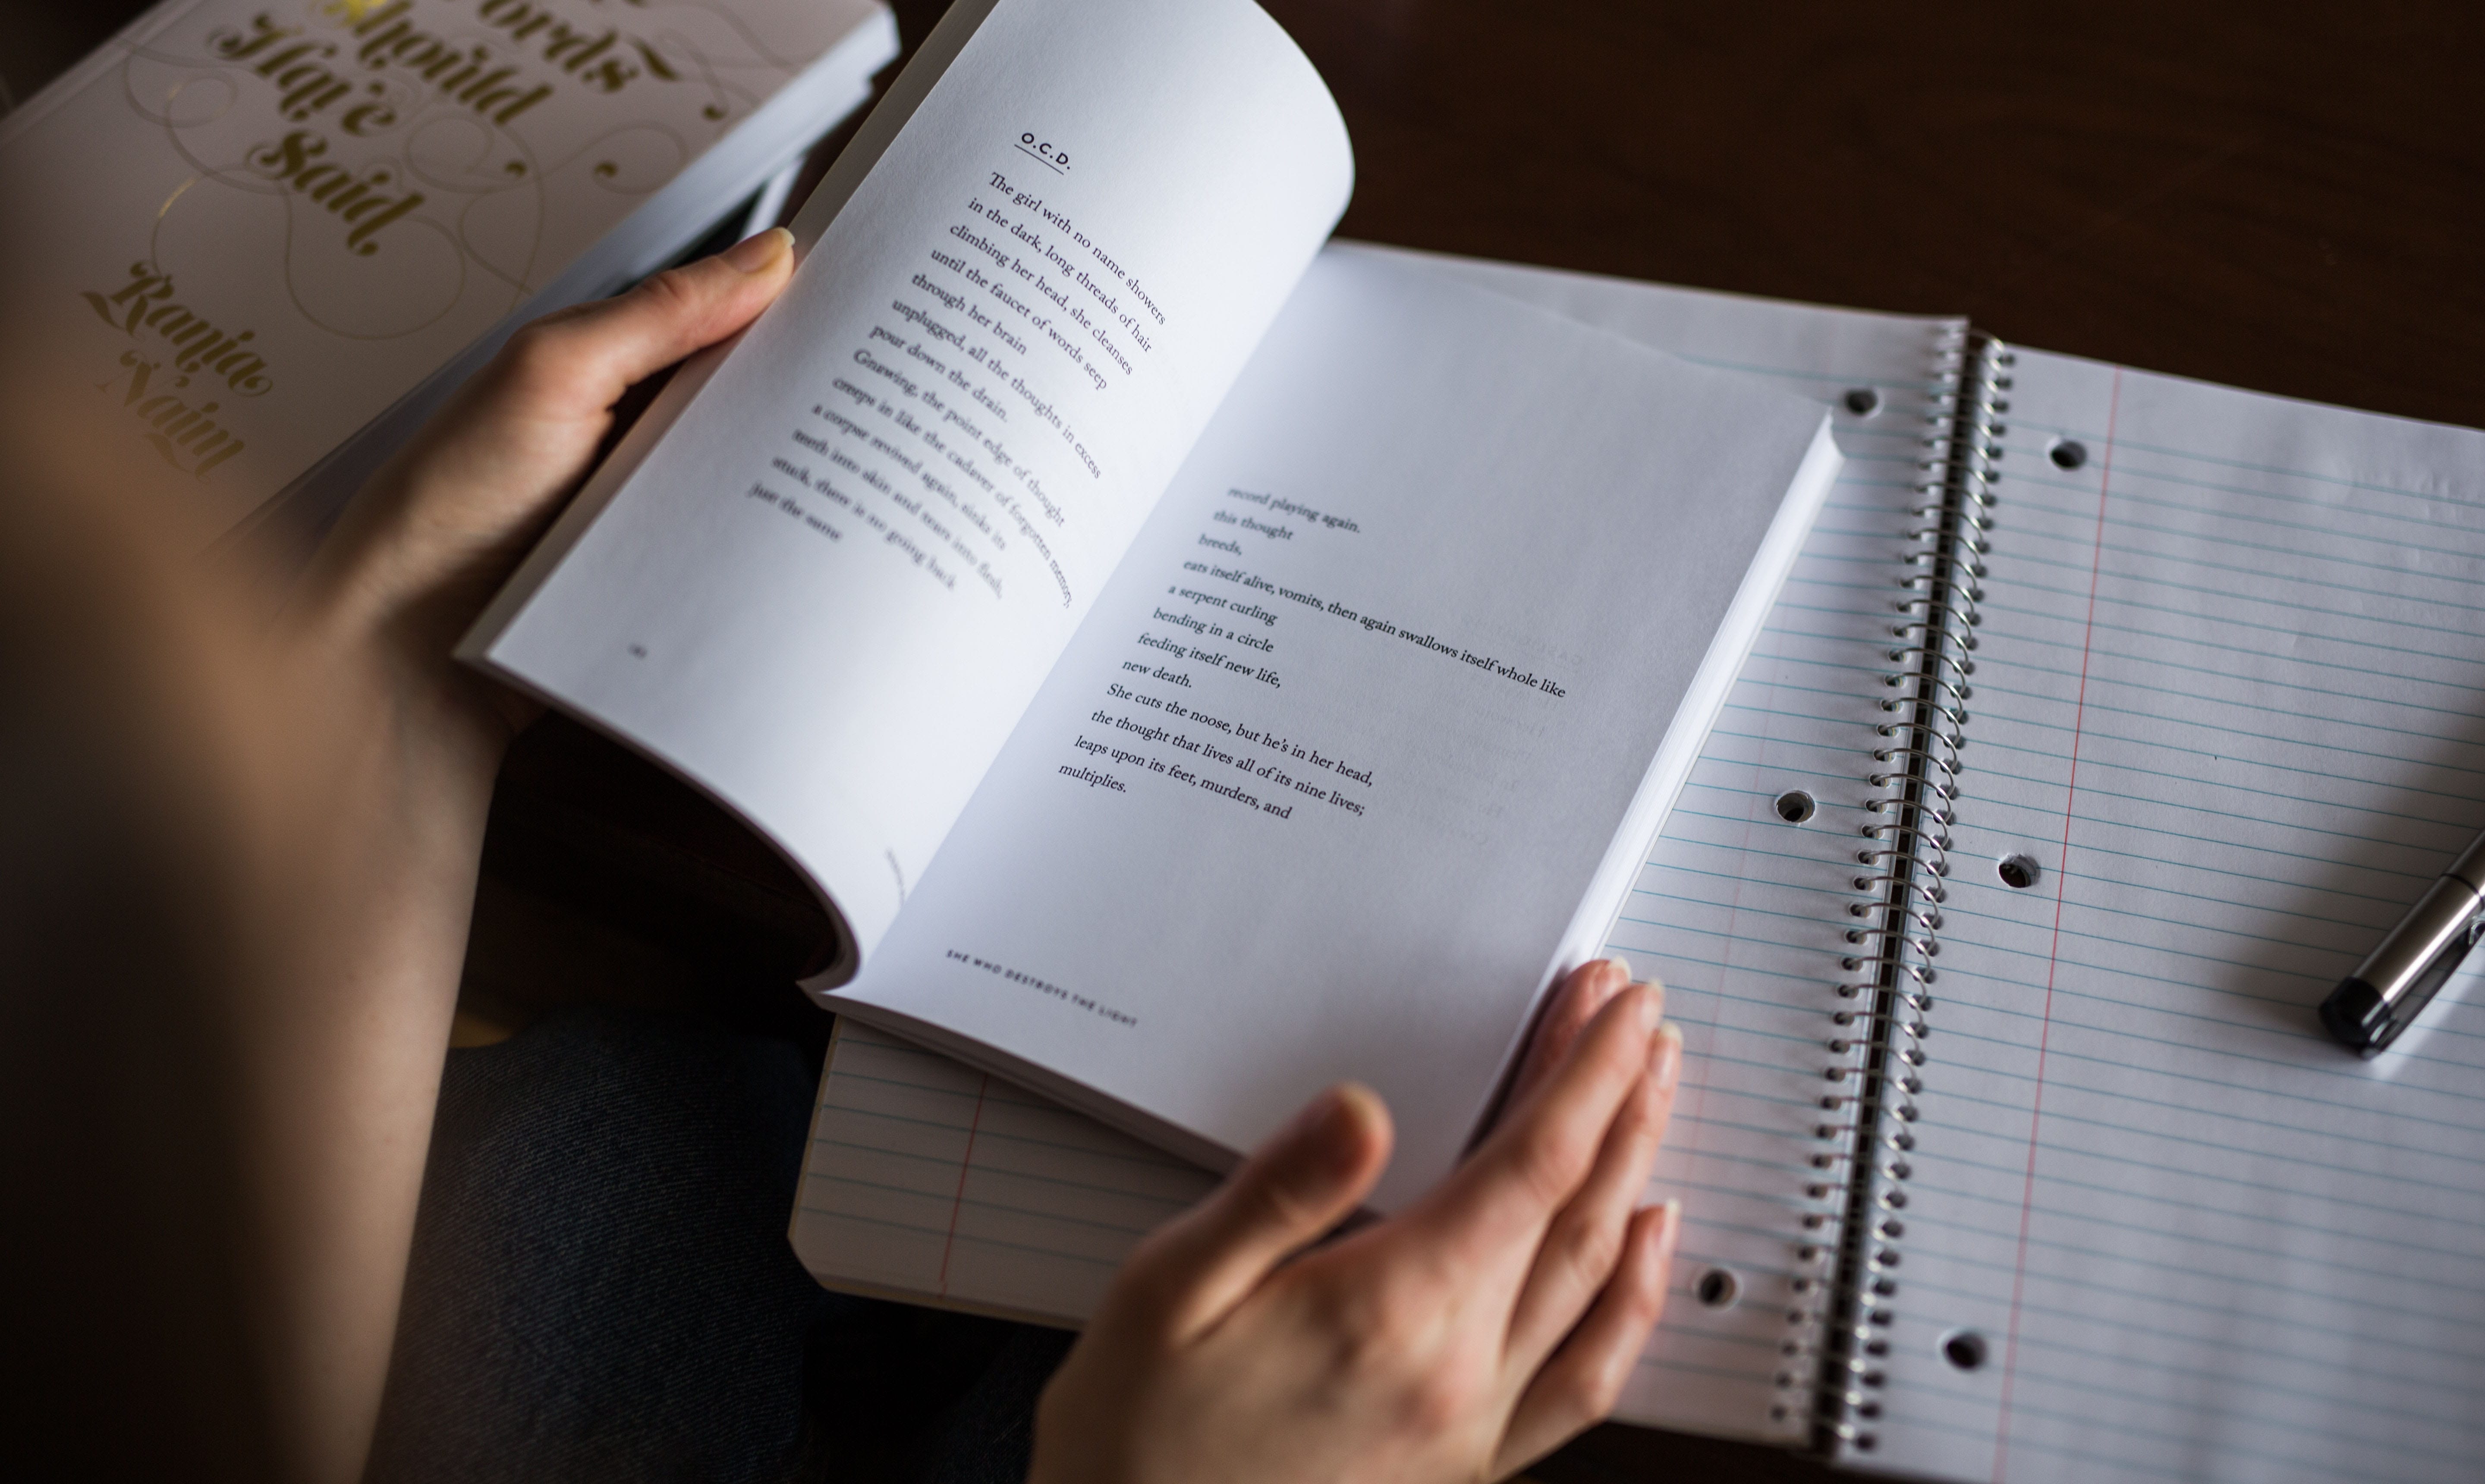 ords
Should
Have
Said
Rania
Naim
O.C.D.
The girl with no name showers
in the dark, long threads of hair
climbing her head, she cleanses
until the faucet of words seep
through her brain
unplugged, all the thoughts in excess
pour down the drain.
Gnawing, the point edge of thought
creeps in like the cadaver of forgotten memory,
a corpse revived again, sinks its
teeth into skin and tears into flesh,
stuck, there is no going back
just the same
record playing again.
this thought
breeds,
eats itself alive, vomits, then again swallows itself whole like
a serpent curling
bending in a circle
feeding itself new life,
new death.
She cuts the noose, but he's in her head,
the thought that lives all of its nine lives;
leaps upon its feet, murders, and
multiplies.
SHE WHO DESTROYS THE LIGHT